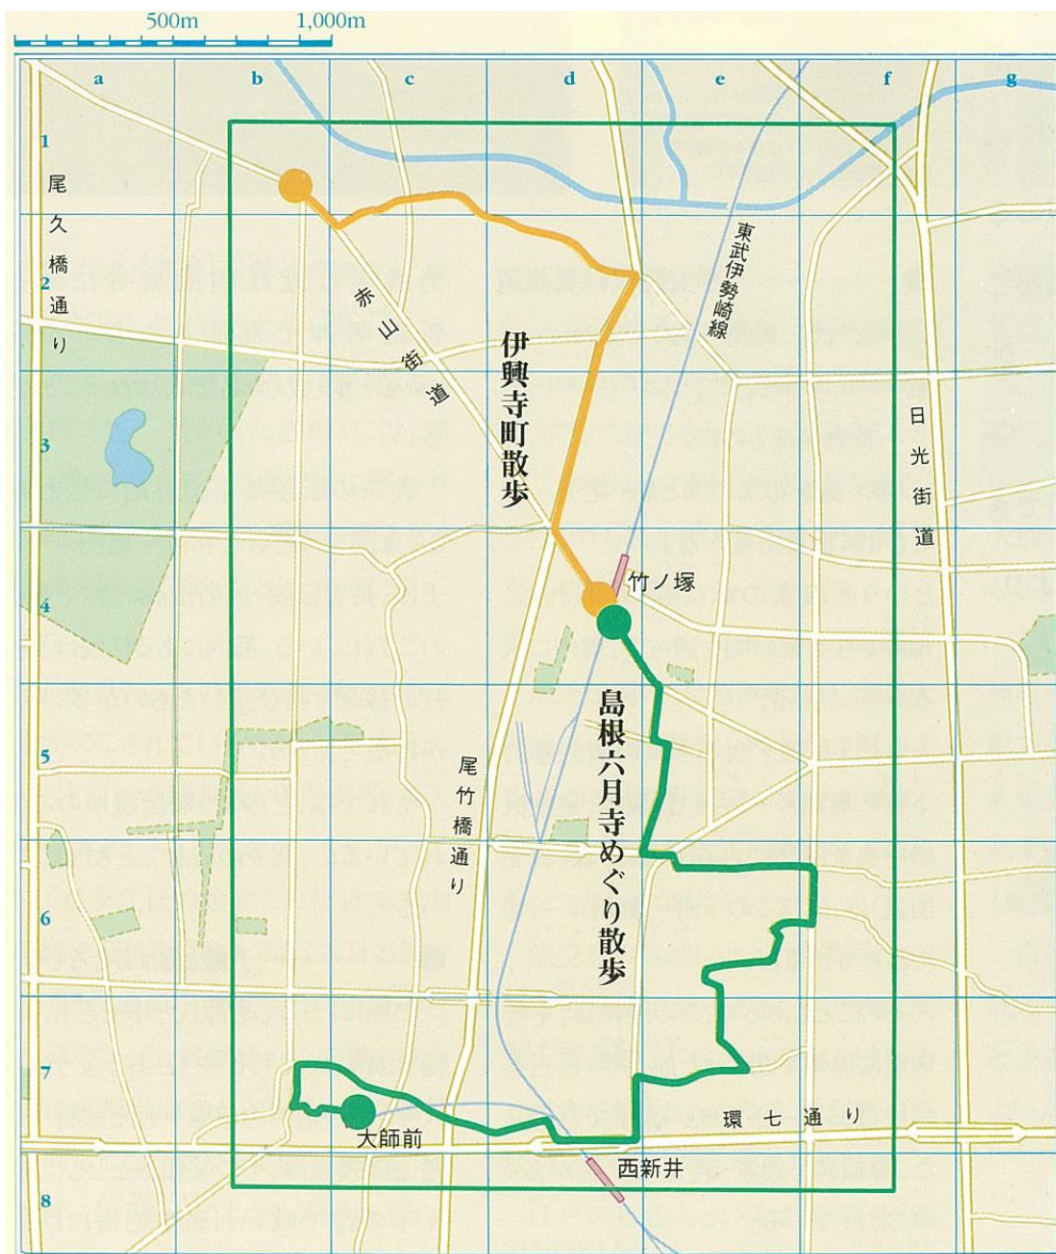 500m 1,000m
a b c d e f g
1
2
3
4
5
6
7
8
尾久橋通り
赤山街道
東武伊勢崎線
伊興寺町散歩
日光街道
竹ノ塚
島根六月寺めぐり散歩
尾竹橋通り
環七通り
大師前
西新井